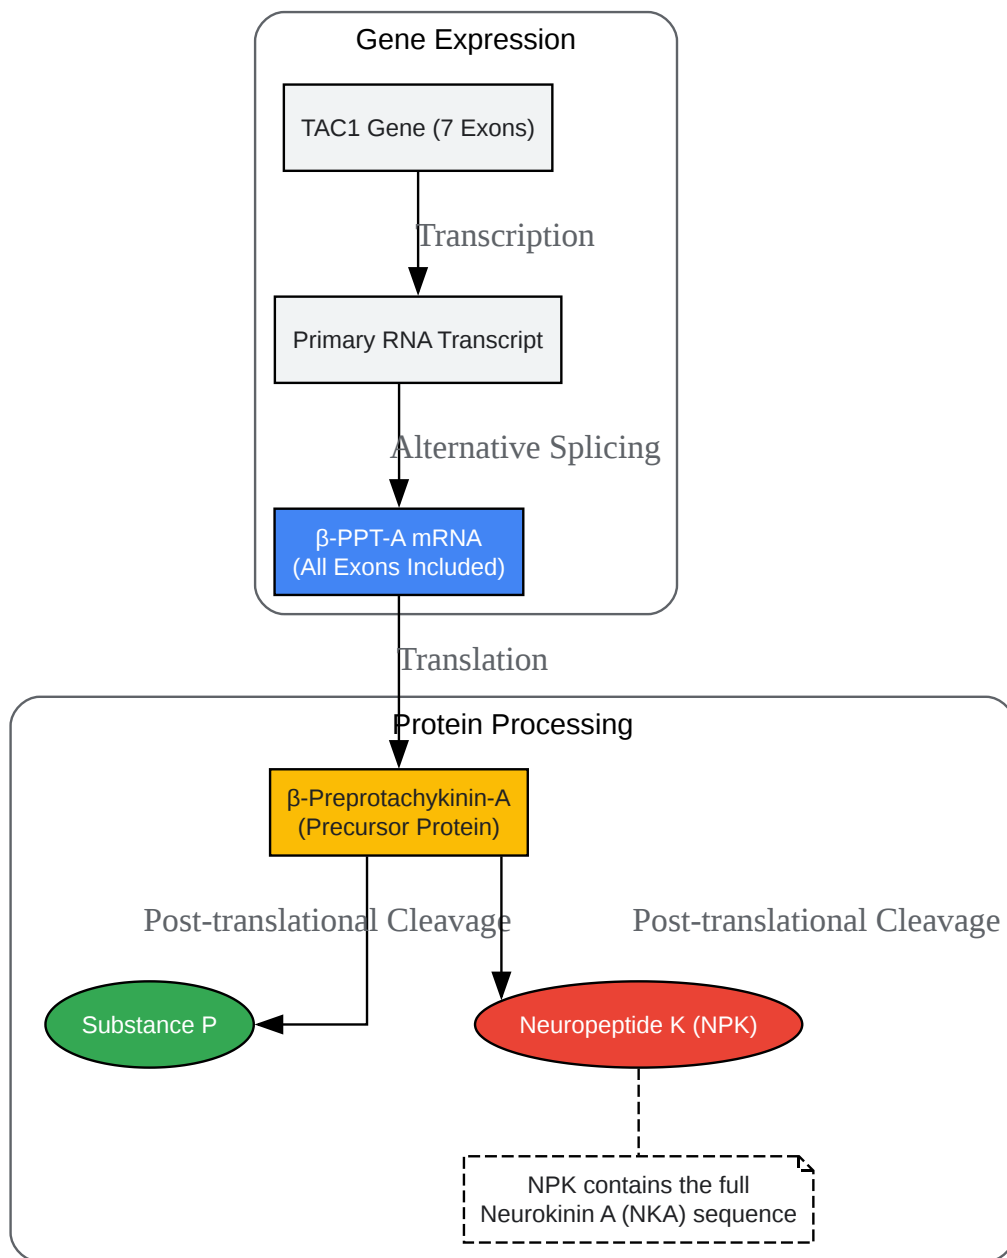 Gene Expression
TAC1 Gene (7 Exons)
Transcription
Primary RNA Transcript
Alternative Splicing
β-PPT-A mRNA
(All Exons Included)
Translation
Protein Processing
β-Preprotachykinin-A
(Precursor Protein)
Post-translational Cleavage
Post-translational Cleavage
Substance P
Neuropeptide K (NPK)
NPK contains the full
Neurokinin A (NKA) sequence